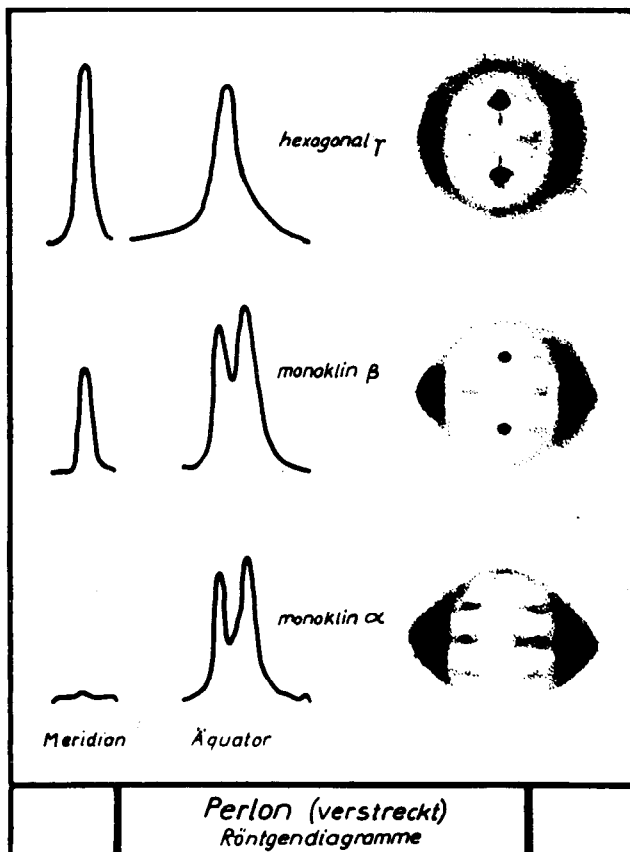 hexagonal γ
monoklin β
monoklin α
Meridian Äquator
Perlon (verstreckt)
Röntgendiagramme